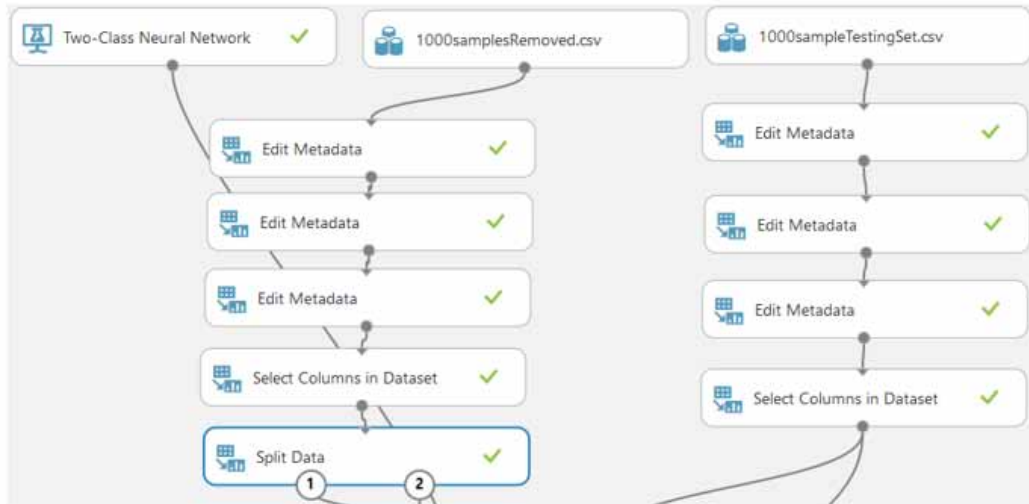 Two-Class Neural Network
1000samplesRemoved.csv
1000sampleTestingSet.csv
Edit Metadata
Edit Metadata
Edit Metadata
Edit Metadata
Edit Metadata
Edit Metadata
Select Columns in Dataset
Select Columns in Dataset
Split Data
1
2